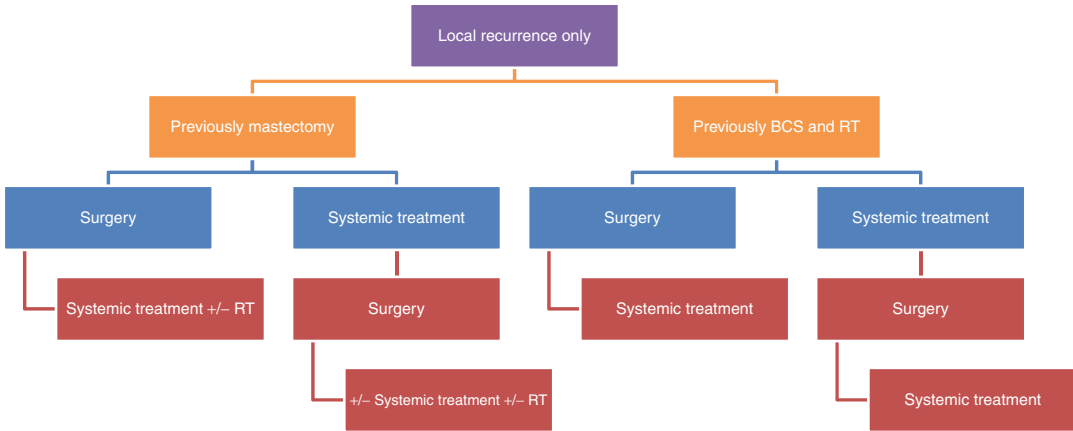 Local recurrence only
Previously mastectomy
Previously BCS and RT
Surgery
Systemic treatment
Surgery
Systemic treatment
Systemic treatment +/– RT
Surgery
Systemic treatment
Surgery
+/– Systemic treatment +/– RT
Systemic treatment